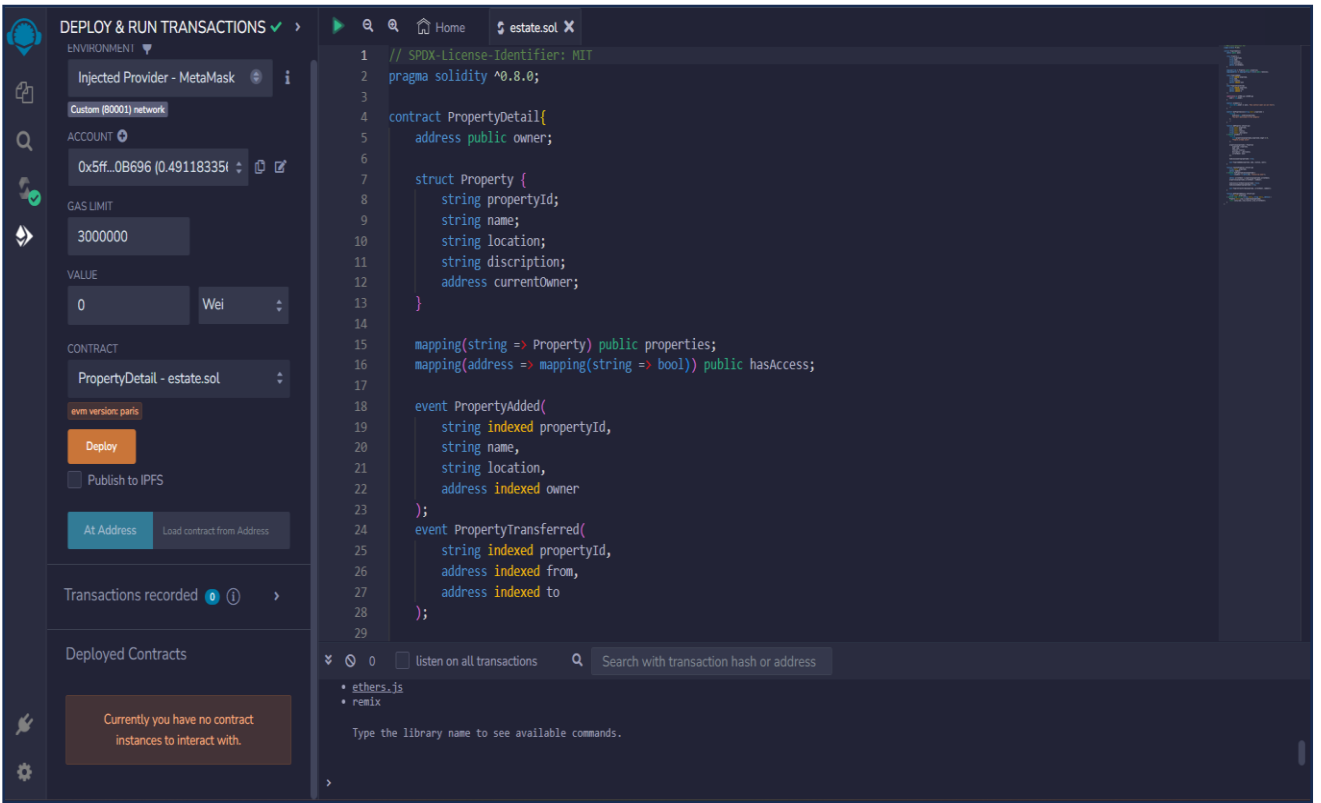 DEPLOY & RUN TRANSACTIONS
ENVIRONMENT
Injected Provider - MetaMask
Custom (80001) network
ACCOUNT
0x5ff...0B696 (0.491183356
GAS LIMIT
3000000
VALUE
0 Wei
CONTRACT
PropertyDetail - estate.sol
evm version: paris
Deploy
Publish to IPFS
At Address Load contract from Address
Transactions recorded 0 i
Deployed Contracts
Currently you have no contract
instances to interact with.
Home estate.sol
1 // SPDX-License-Identifier: MIT
2 pragma solidity ^0.8.0;
3
4 contract PropertyDetail{
5 address public owner;
6
7 struct Property {
8 string propertyId;
9 string name;
10 string location;
11 string discription;
12 address currentOwner;
13 }
14
15 mapping(string => Property) public properties;
16 mapping(address => mapping(string => bool)) public hasAccess;
17
18 event PropertyAdded(
19 string indexed propertyId,
20 string name,
21 string location,
22 address indexed owner
23 );
24 event PropertyTransferred(
25 string indexed propertyId,
26 address indexed from,
27 address indexed to
28 );
29
0 listen on all transactions Search with transaction hash or address
• ethers.js
• remix
Type the library name to see available commands.
>